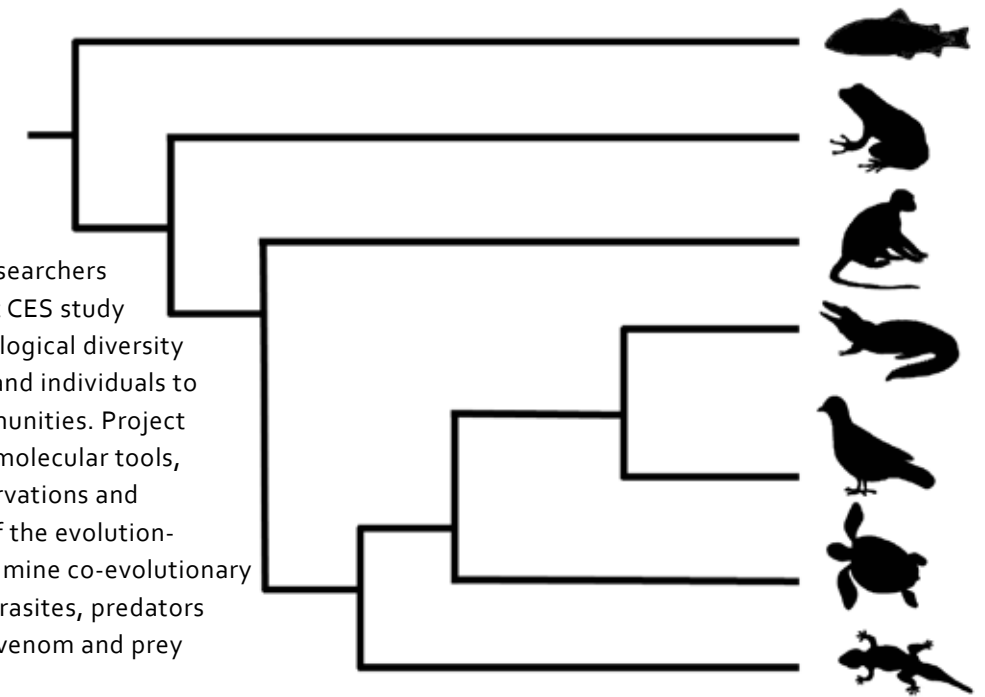 searchers
CES study
logical diversity
and individuals to
munities. Project
molecular tools,
rvations and
f the evolution-
mine co-evolutionary
rasites, predators
venom and prey